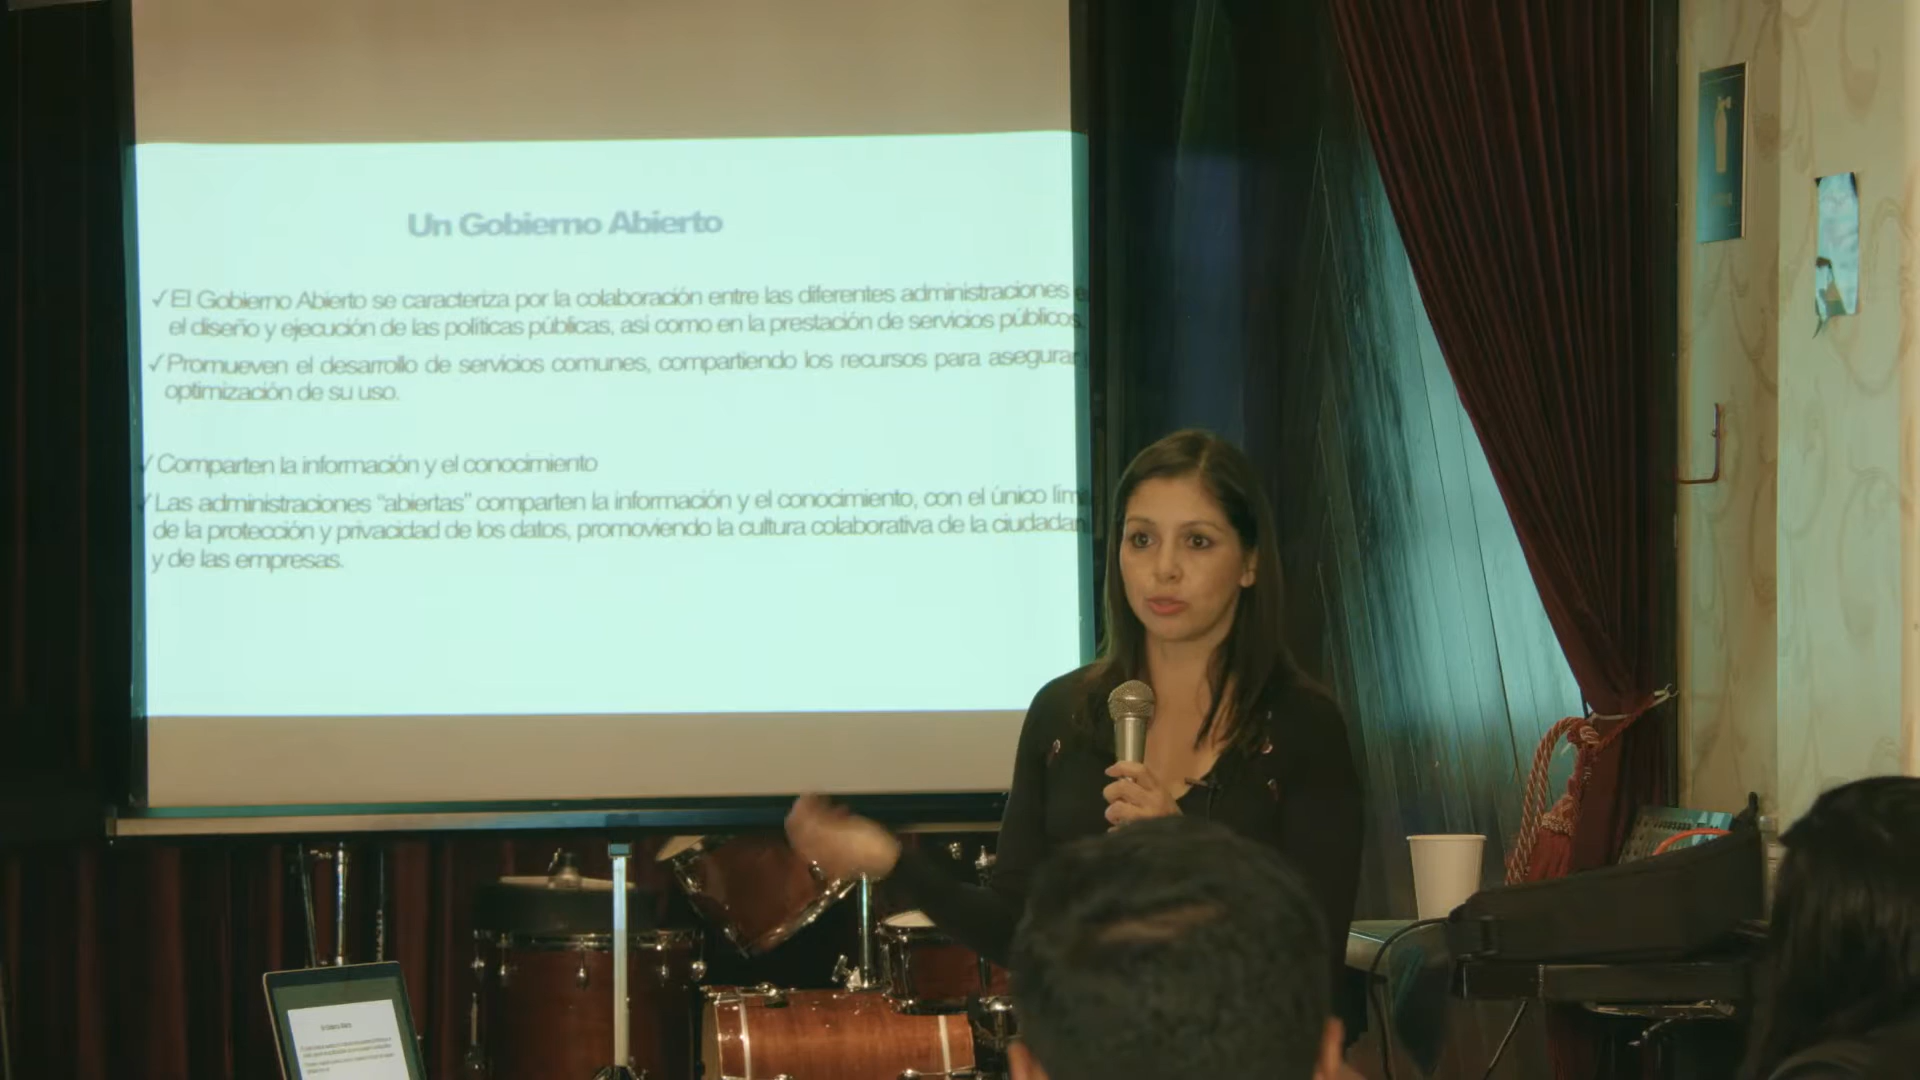 Un Gobierno Abierto
✓ El Gobierno Abierto se caracteriza por la colaboración entre las diferentes administraciones
el diseño y ejecución de las políticas públicas, así como en la prestación de servicios públicos.
✓ Promueven el desarrollo de servicios comunes, compartiendo los recursos para asegurar
optimización de su uso.
✓ Comparten la información y el conocimiento
✓ Las administraciones "abiertas" comparten la información y el conocimiento, con el único
de la protección y privacidad de los datos, promoviendo la cultura colaborativa de la
y de las empresas.